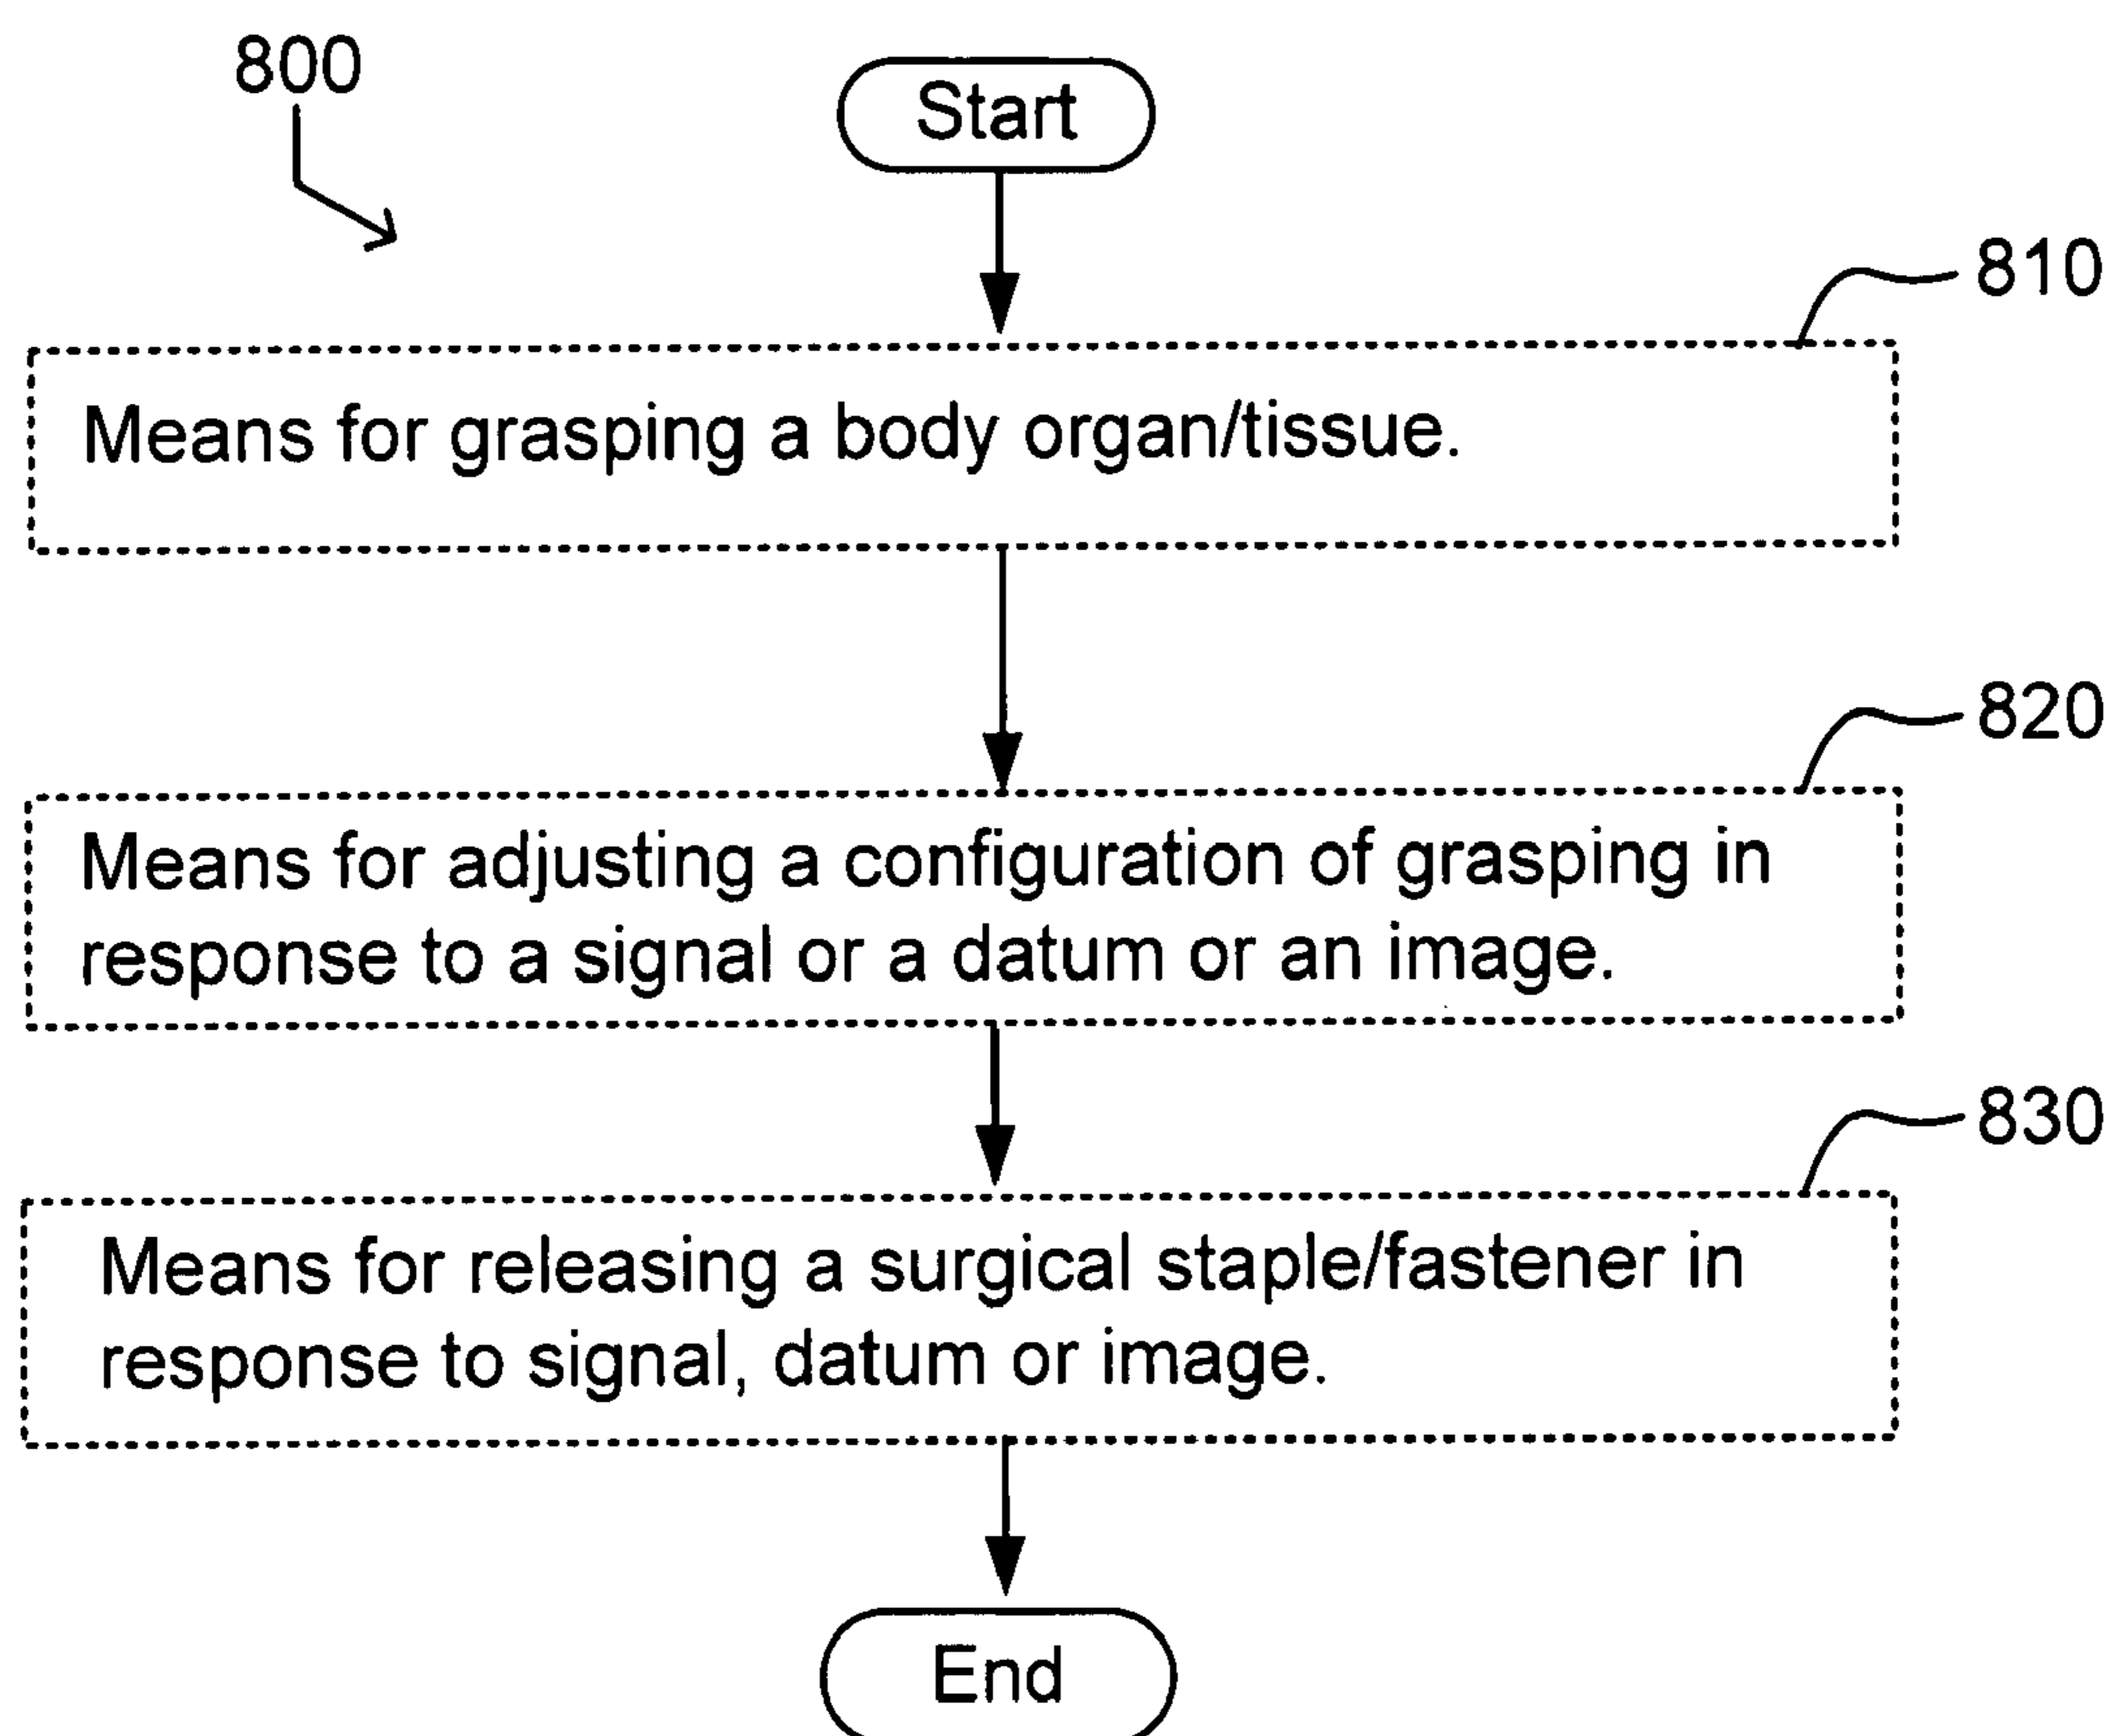 800
Start
810
Means for grasping a body organ/tissue.
820
Means for adjusting a configuration of grasping in
response to a signal or a datum or an image.
830
Means for releasing a surgical staple/fastener in
response to signal, datum or image.
End